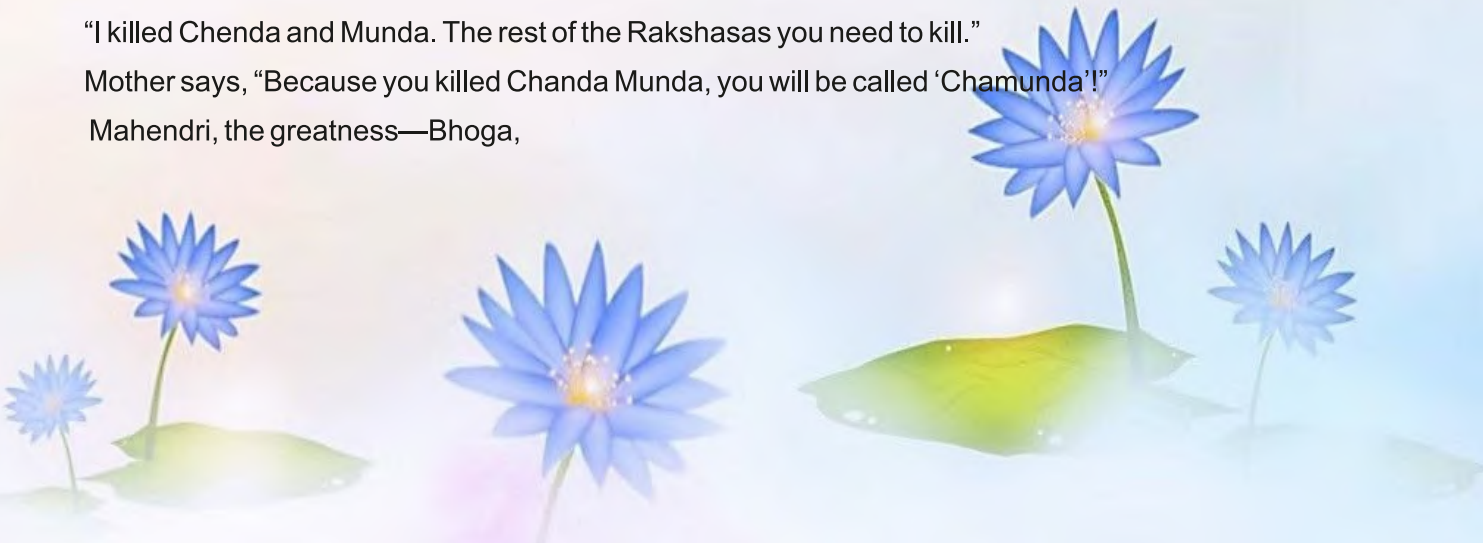 “I killed Chenda and Munda. The rest of the Rakshasas you need to kill.”
Mother says, “Because you killed Chanda Munda, you will be called ‘Chamunda’!”
Mahendri, the greatness—Bhoga,